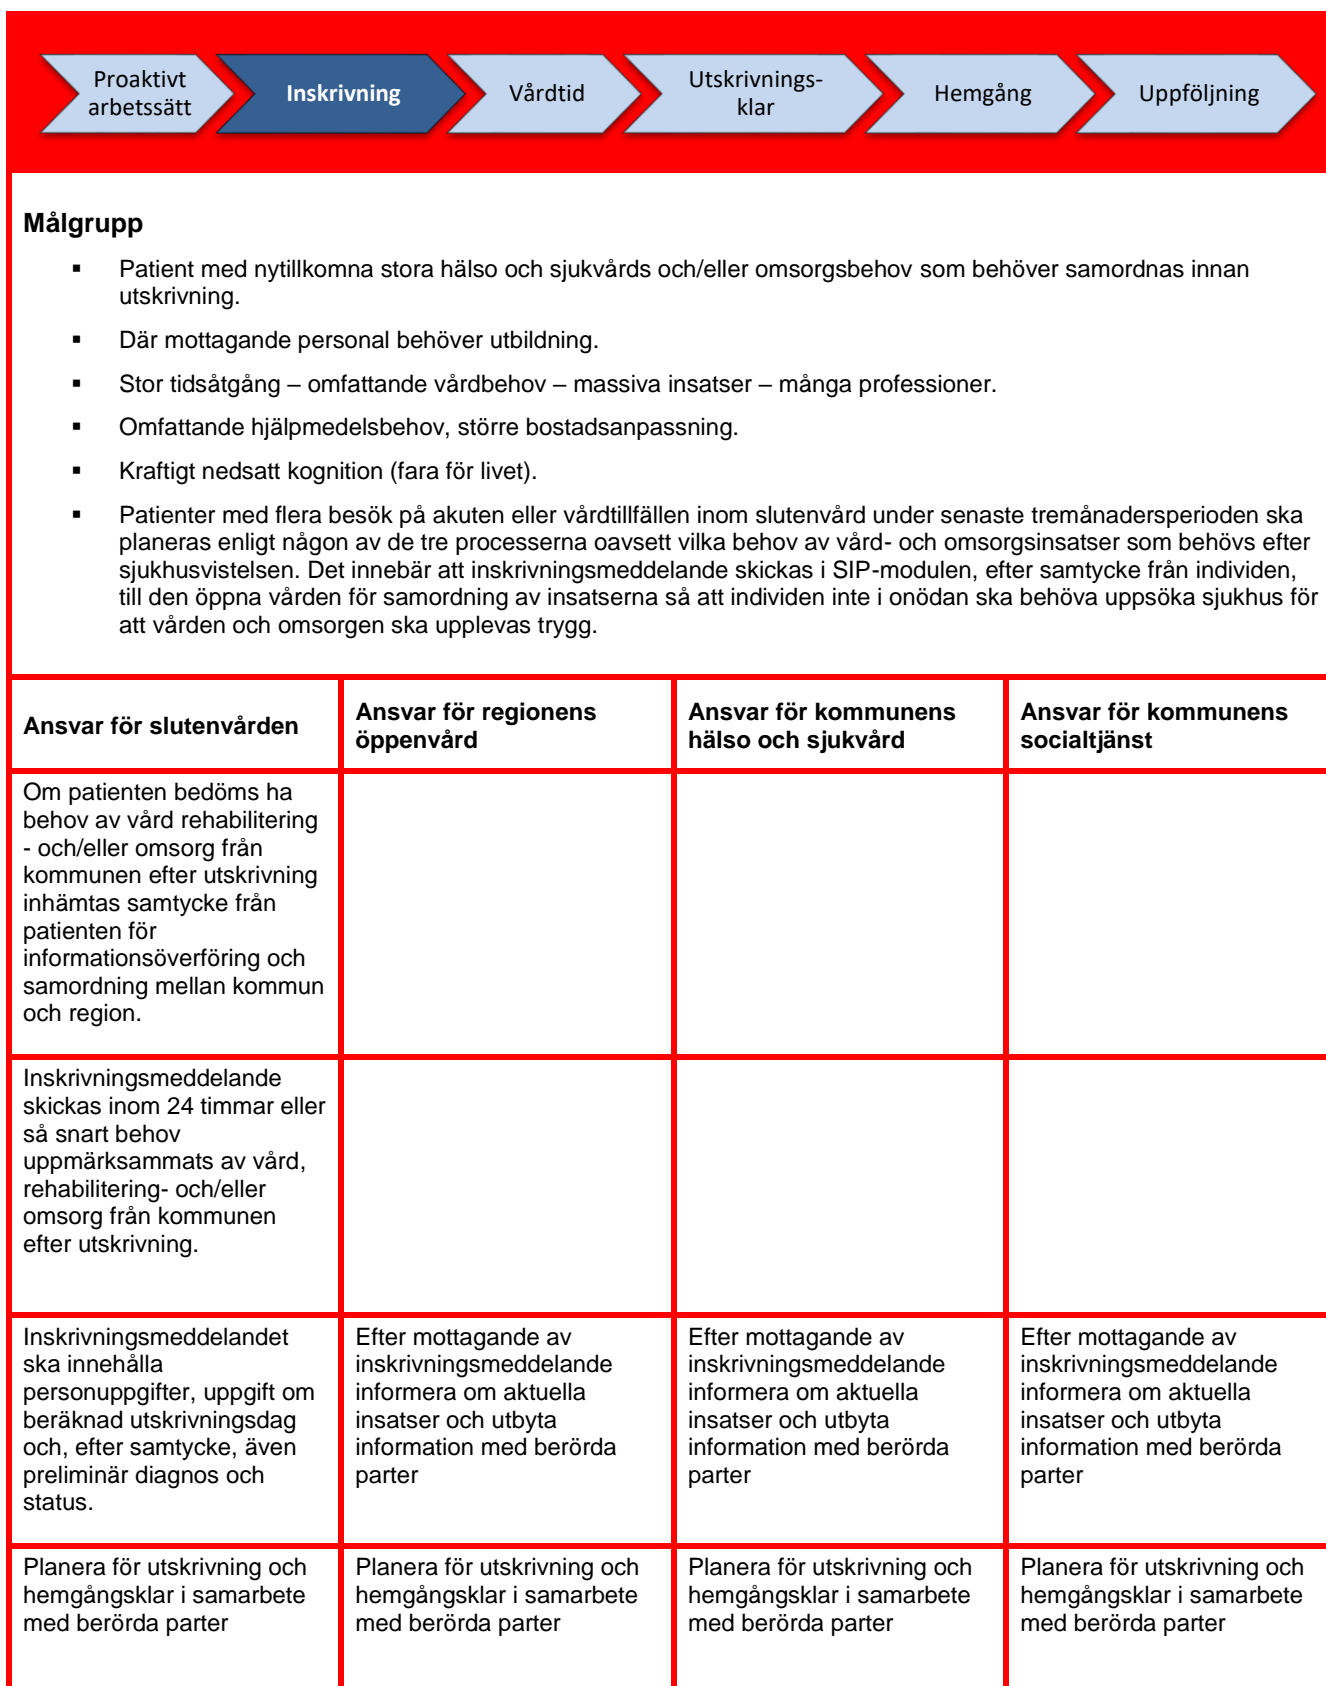 Proaktivt
arbetssätt
Inskrivning
Vårdtid
Utskrivnings-
klar
Hemgång
Uppföljning
Målgrupp
▪ Patient med nytillkomna stora hälso och sjukvårds och/eller omsorgsbehov som behöver samordnas innan
utskrivning.
▪ Där mottagande personal behöver utbildning.
▪ Stor tidsåtgång – omfattande vårdbehov – massiva insatser – många professioner.
▪ Omfattande hjälpmedelsbehov, större bostadsanpassning.
▪ Kraftigt nedsatt kognition (fara för livet).
▪ Patienter med flera besök på akuten eller vårdtillfällen inom slutenvård under senaste tremånadersperioden ska
planeras enligt någon av de tre processerna oavsett vilka behov av vård- och omsorgsinsatser som behövs efter
sjukhusvistelsen. Det innebär att inskrivningsmeddelande skickas i SIP-modulen, efter samtycke från individen,
till den öppna vården för samordning av insatserna så att individen inte i onödan ska behöva uppsöka sjukhus för
att vården och omsorgen ska upplevas trygg.
Ansvar för slutenvården
Ansvar för regionens
öppenvård
Ansvar för kommunens
hälso och sjukvård
Ansvar för kommunens
socialtjänst
Om patienten bedöms ha
behov av vård rehabilitering
- och/eller omsorg från
kommunen efter utskrivning
inhämtas samtycke från
patienten för
informationsöverföring och
samordning mellan kommun
och region.
Inskrivningsmeddelande
skickas inom 24 timmar eller
så snart behov
uppmärksammats av vård,
rehabilitering- och/eller
omsorg från kommunen
efter utskrivning.
Inskrivningsmeddelandet
ska innehålla
personuppgifter, uppgift om
beräknad utskrivningsdag
och, efter samtycke, även
preliminär diagnos och
status.
Efter mottagande av
inskrivningsmeddelande
informera om aktuella
insatser och utbyta
information med berörda
parter
Efter mottagande av
inskrivningsmeddelande
informera om aktuella
insatser och utbyta
information med berörda
parter
Efter mottagande av
inskrivningsmeddelande
informera om aktuella
insatser och utbyta
information med berörda
parter
Planera för utskrivning och
hemgångsklar i samarbete
med berörda parter
Planera för utskrivning och
hemgångsklar i samarbete
med berörda parter
Planera för utskrivning och
hemgångsklar i samarbete
med berörda parter
Planera för utskrivning och
hemgångsklar i samarbete
med berörda parter